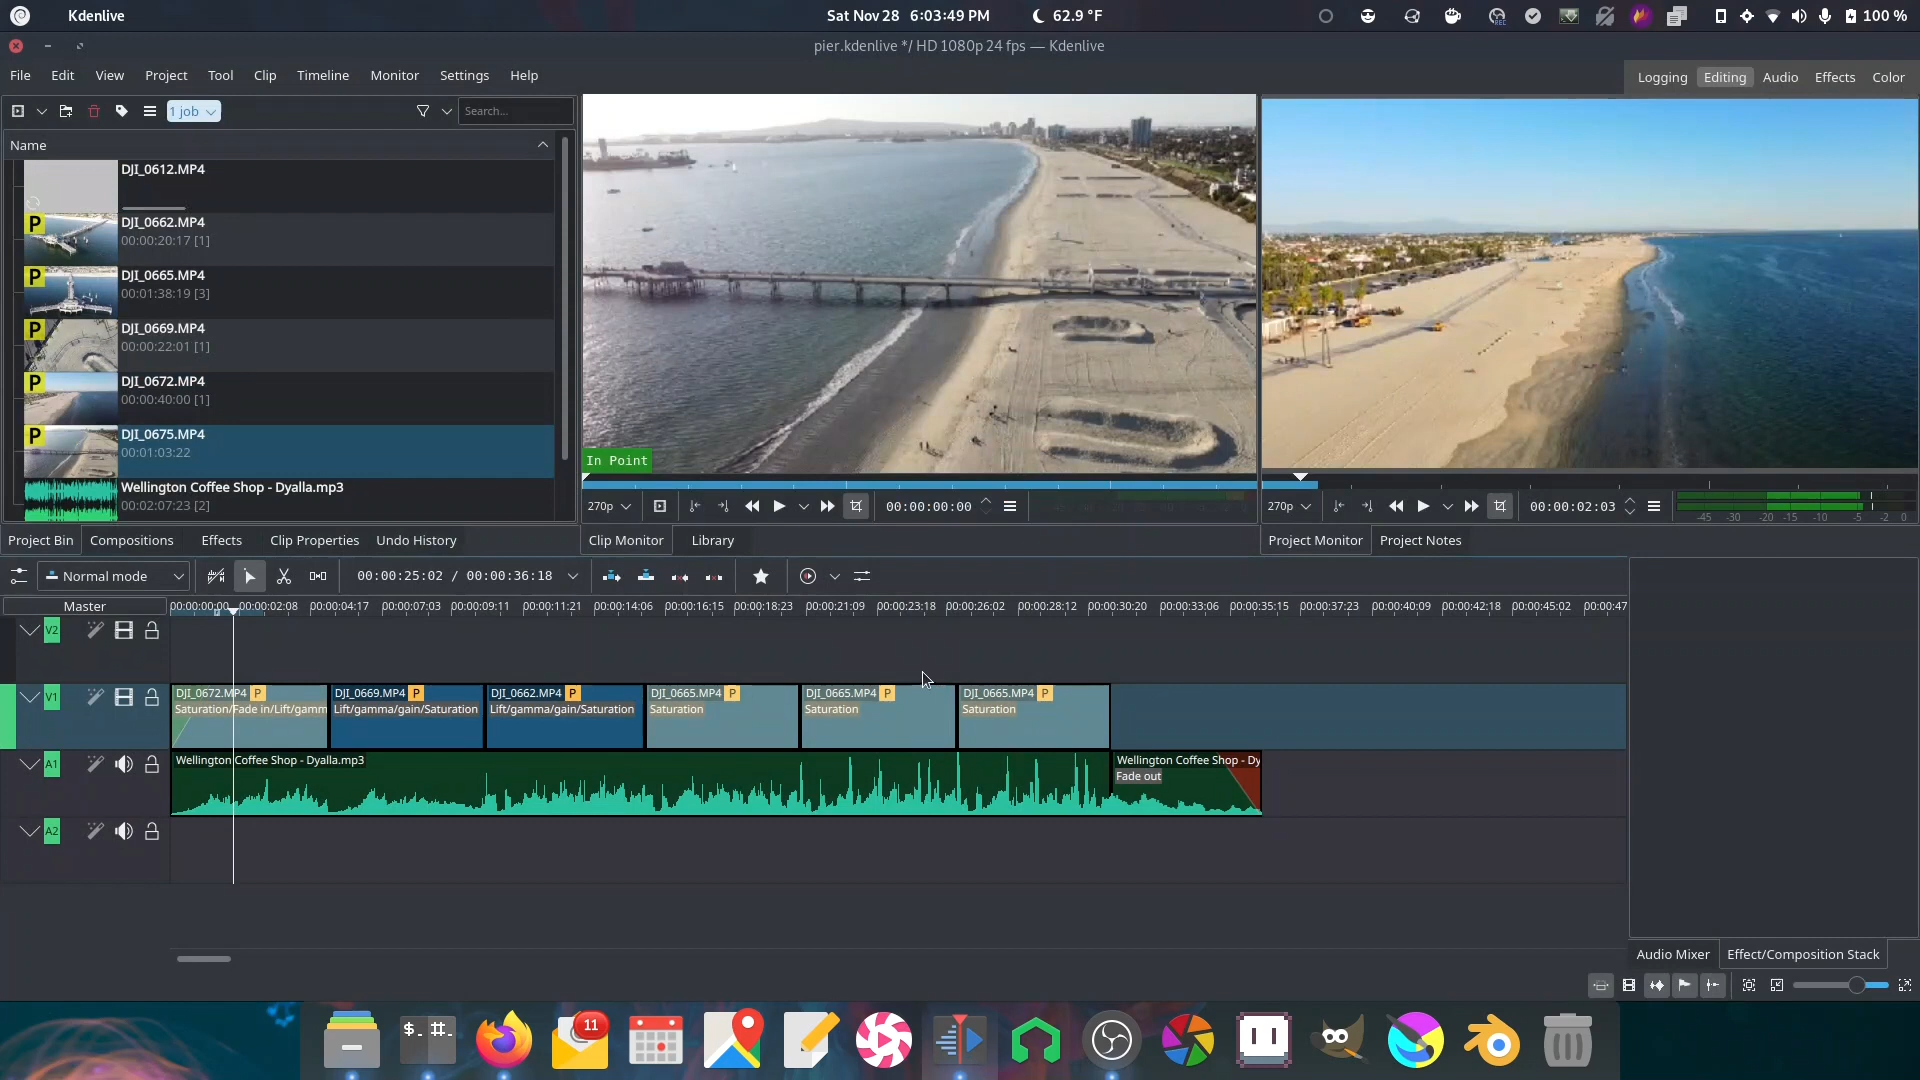 Kdenlive
Sat Nov 28 6:03:49 PM
62.9 °F
REC
100 %
pier.kdenlive */ HD 1080p 24 fps — Kdenlive
File Edit View Project Tool Clip Timeline Monitor Settings Help
Logging Editing Audio Effects Color
1 job
Search...
Name
DJI_0612.MP4
P
DJI_0662.MP4
00:00:20:17 [1]
P
DJI_0665.MP4
00:01:38:19 [3]
P
DJI_0669.MP4
00:00:22:01 [1]
P
DJI_0672.MP4
00:00:40:00 [1]
P
DJI_0675.MP4
00:01:03:22
Wellington Coffee Shop - Dyalla.mp3
00:02:07:23 [2]
In Point
270p
00:00:00:00
270p
00:00:02:03
-45 -30 -20 -15 -10 -5 -2 0
Project Bin Compositions Effects Clip Properties Undo History
Clip Monitor Library
Project Monitor Project Notes
Normal mode
00:00:25:02 / 00:00:36:18
Master
00:00:00:00 00:00:02:08 00:00:04:17 00:00:07:03 00:00:09:11 00:00:11:21 00:00:14:06 00:00:16:15 00:00:18:23 00:00:21:09 00:00:23:18 00:00:26:02 00:00:28:12 00:00:30:20 00:00:33:06 00:00:35:15 00:00:37:23 00:00:40:09 00:00:42:18 00:00:45:02 00:00:47
V2
V1
DJI_0672.MP4 P
Saturation/Fade in/Lift/gamm
DJI_0669.MP4 P
Lift/gamma/gain/Saturation
DJI_0662.MP4 P
Lift/gamma/gain/Saturation
DJI_0665.MP4 P
Saturation
DJI_0665.MP4 P
Saturation
DJI_0665.MP4 P
Saturation
A1
Wellington Coffee Shop - Dyalla.mp3
Wellington Coffee Shop - Dy
Fade out
A2
Audio Mixer Effect/Composition Stack
$. #.
11